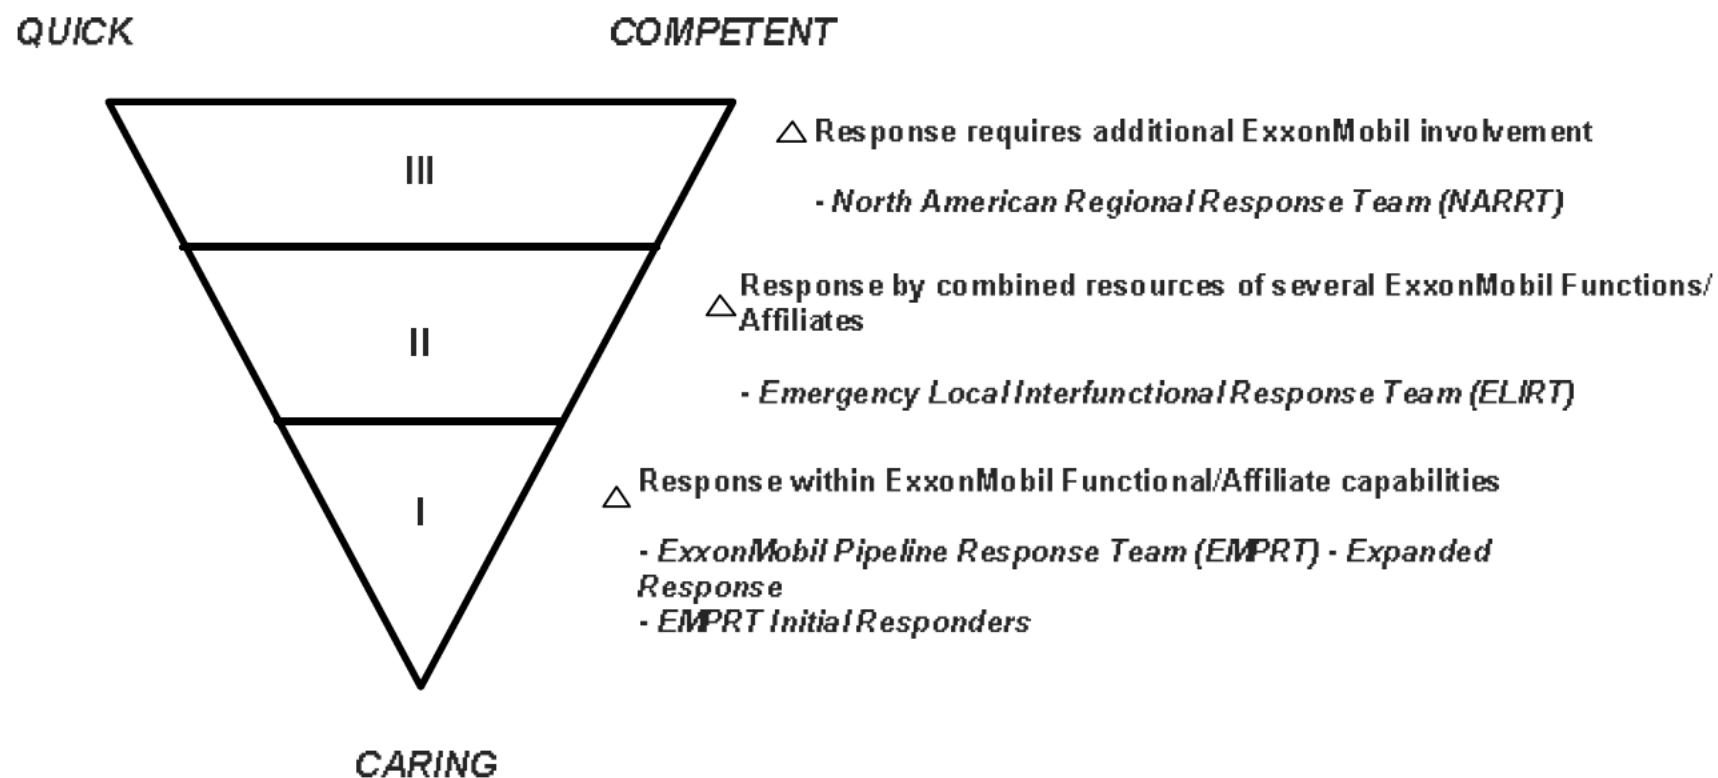 QUICK
COMPETENT
III
△ Response requires additional ExxonMobil involvement
- North American Regional Response Team (NARRT)
II
△ Response by combined resources of several ExxonMobil Functions/
Affiliates
- Emergency Local Interfunctional Response Team (ELIRT)
I
△ Response within ExxonMobil Functional/Affiliate capabilities
- ExxonMobil Pipeline Response Team (EMPRT) - Expanded
Response
- EMPRT Initial Responders
CARING